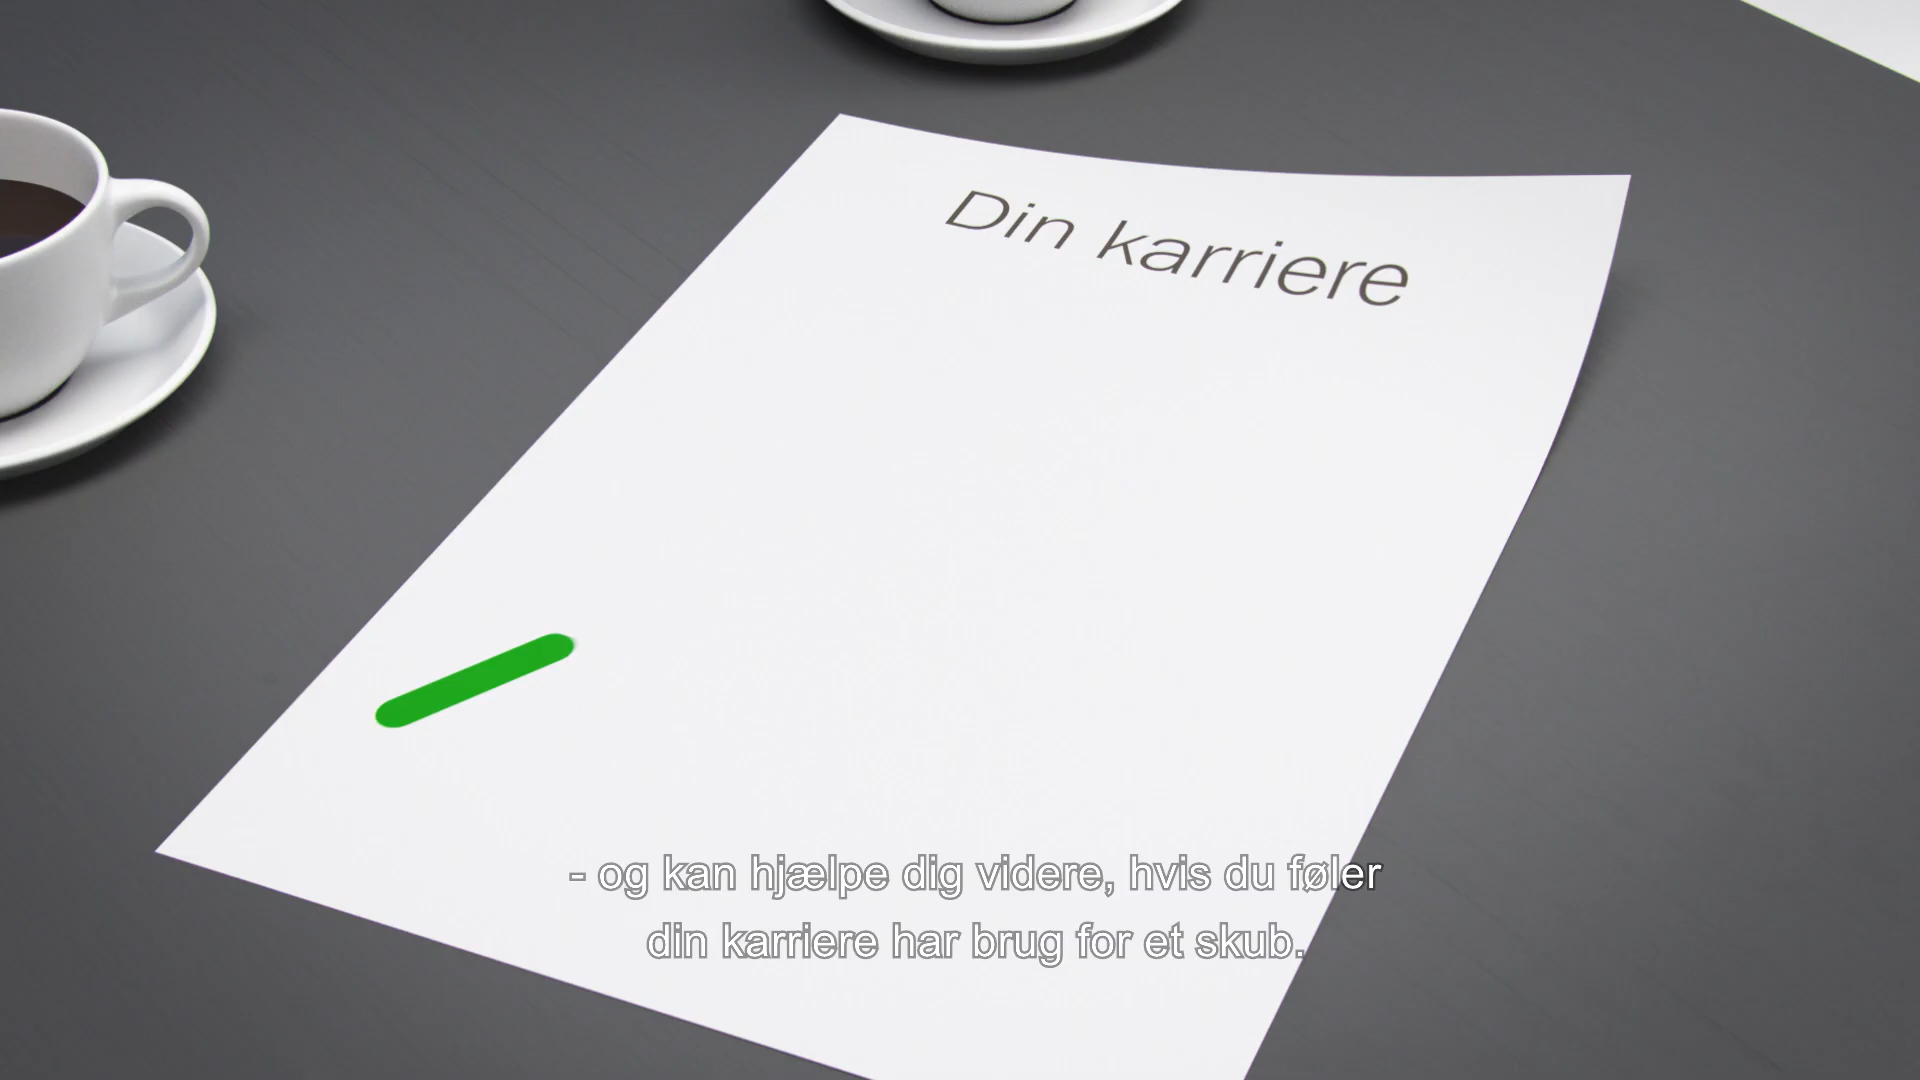 Din karriere
- og kan hjælpe dig videre, hvis du føler
din karriere har brug for et skub.